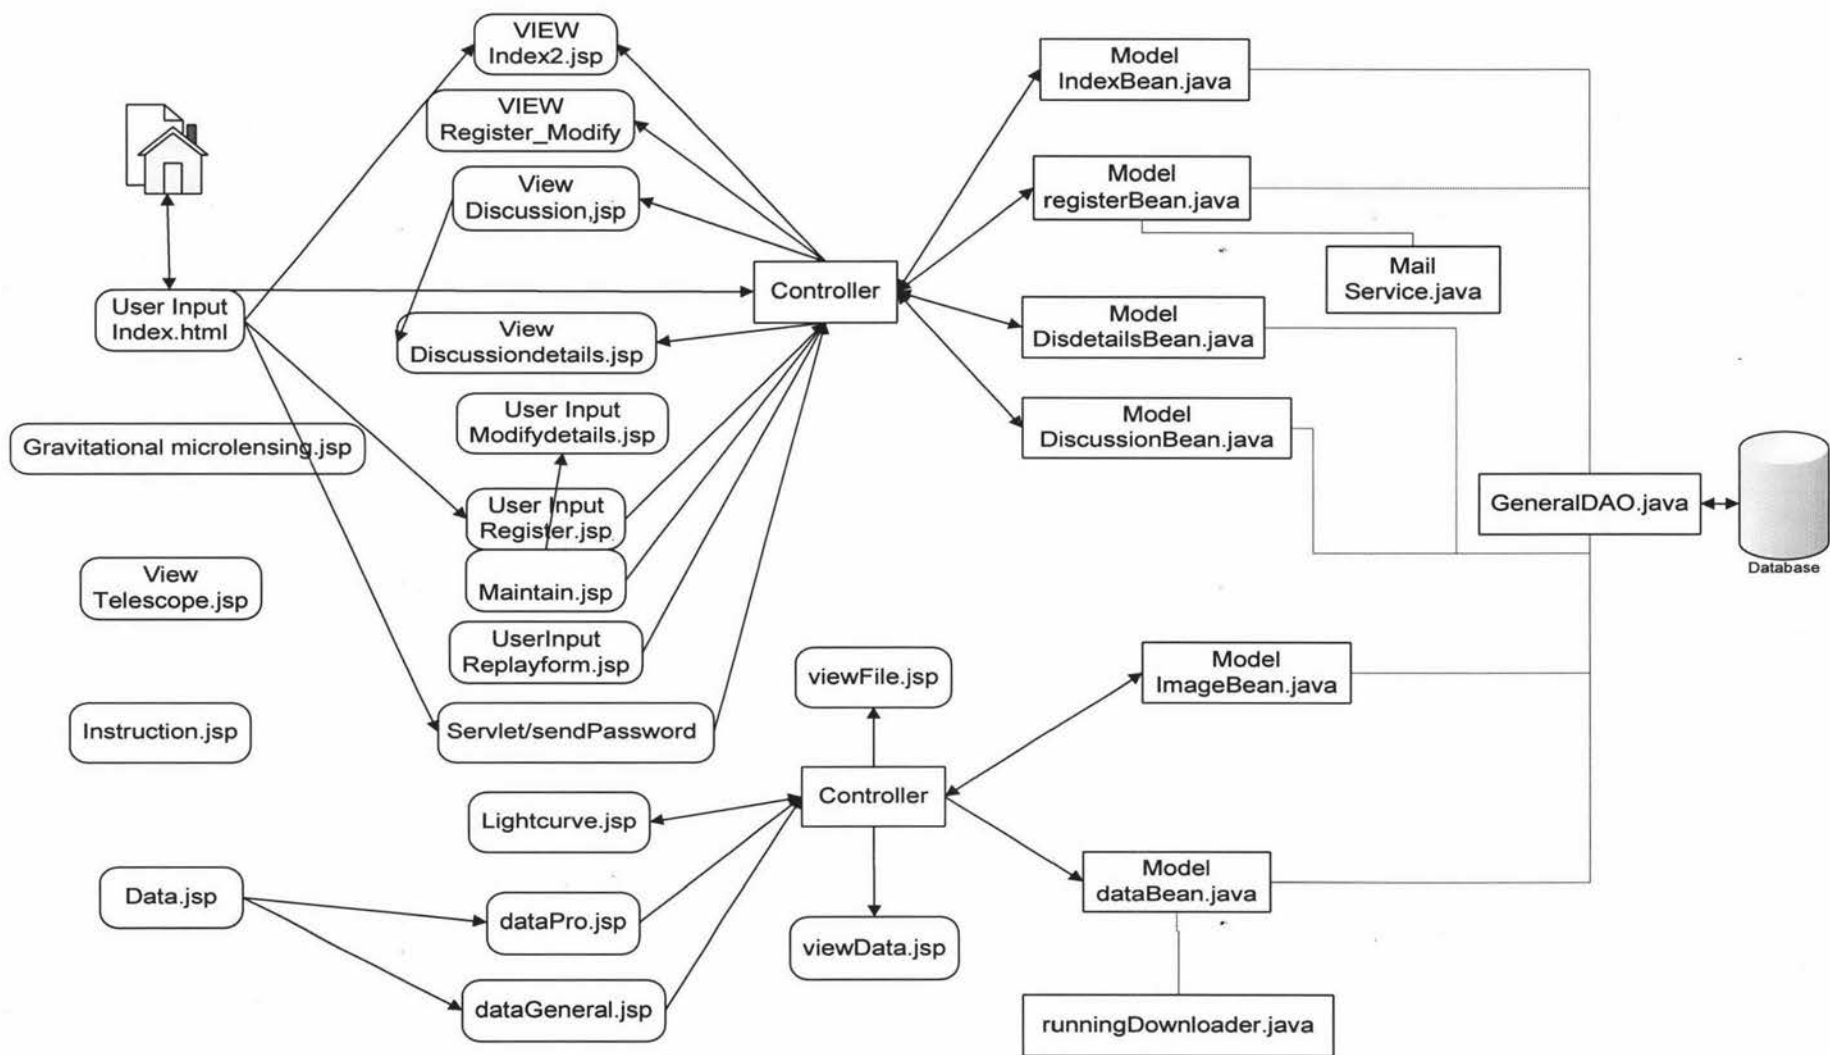 VIEW
Index2.jsp
VIEW
Register_Modify
View
Discussion,jsp
User Input
Index.html
View
Discussiondetails.jsp
User Input
Modifydetails.jsp
Gravitational microlensing.jsp
User Input
Register.jsp
Maintain.jsp
View
Telescope.jsp
UserInput
Replayform.jsp
Instruction.jsp
Servlet/sendPassword
Lightcurve.jsp
Data.jsp
dataPro.jsp
dataGeneral.jsp
Controller
viewFile.jsp
Controller
viewData.jsp
Model
IndexBean.java
Model
registerBean.java
Mail
Service.java
Model
DisdetailsBean.java
Model
DiscussionBean.java
GeneralDAO.java
Database
Model
ImageBean.java
Model
dataBean.java
runningDownloader.java